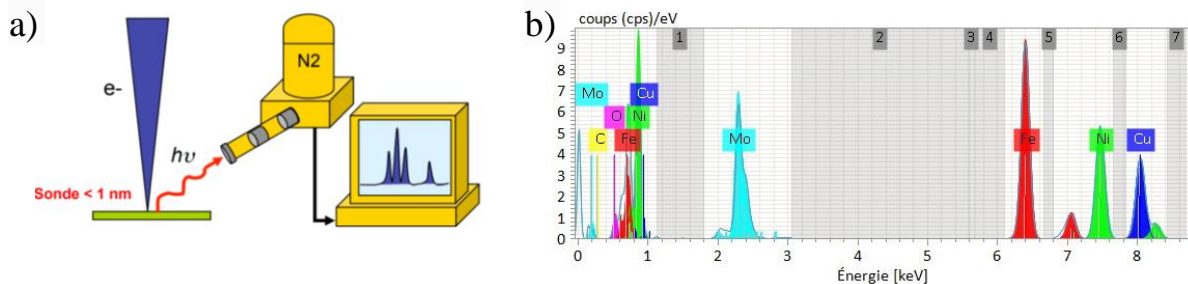 a)
N2
e-
hυ
Sonde < 1 nm
b)
coups (cps)/eV
1 2 3 4 5 6 7
9
8
7
6
5
4
3
2
1
0
Mo Cu
O Ni
C Fe Mo Fe Ni Cu
0 1 2 3 4 5 6 7 8
Énergie [keV]